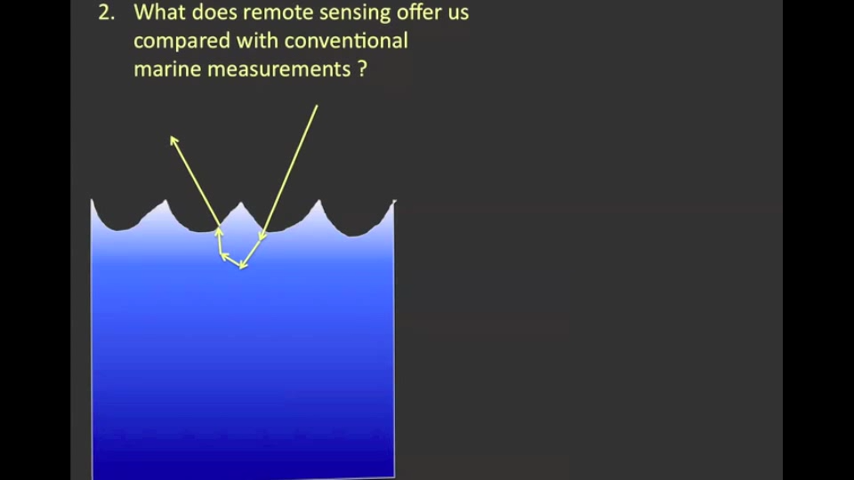 2. What does remote sensing offer us
compared with conventional
marine measurements ?